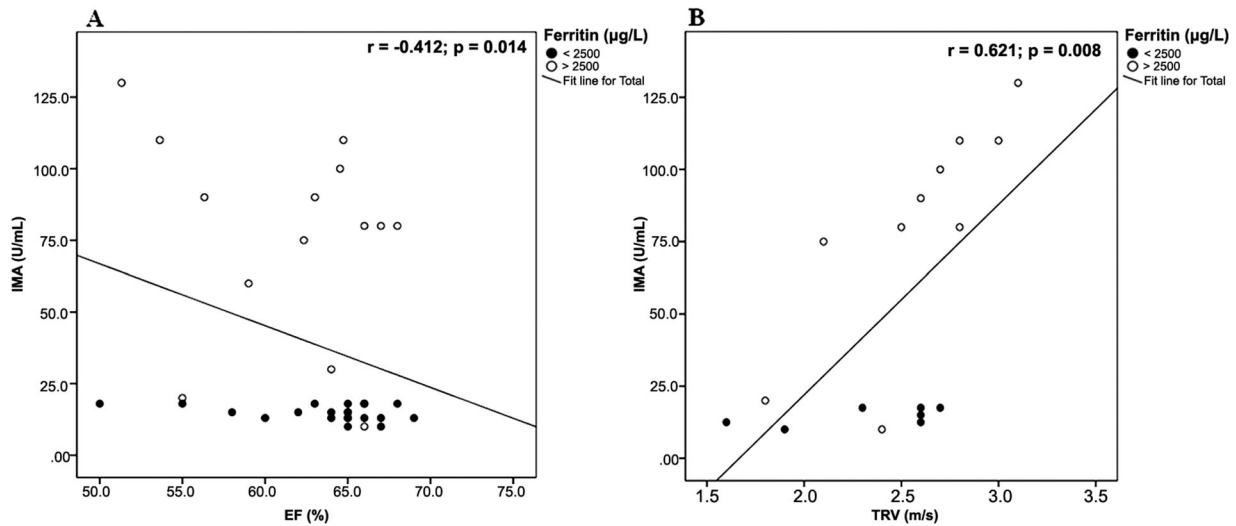 A
r = -0.412; p = 0.014
Ferritin (µg/L)
< 2500
> 2500
Fit line for Total
125.0
100.0
75.0
50.0
25.0
.00
IMA (U/mL)
50.0 55.0 60.0 65.0 70.0 75.0
EF (%)
B
r = 0.621; p = 0.008
Ferritin (µg/L)
< 2500
> 2500
Fit line for Total
125.0
100.0
75.0
50.0
25.0
.00
IMA (U/mL)
1.5 2.0 2.5 3.0 3.5
TRV (m/s)